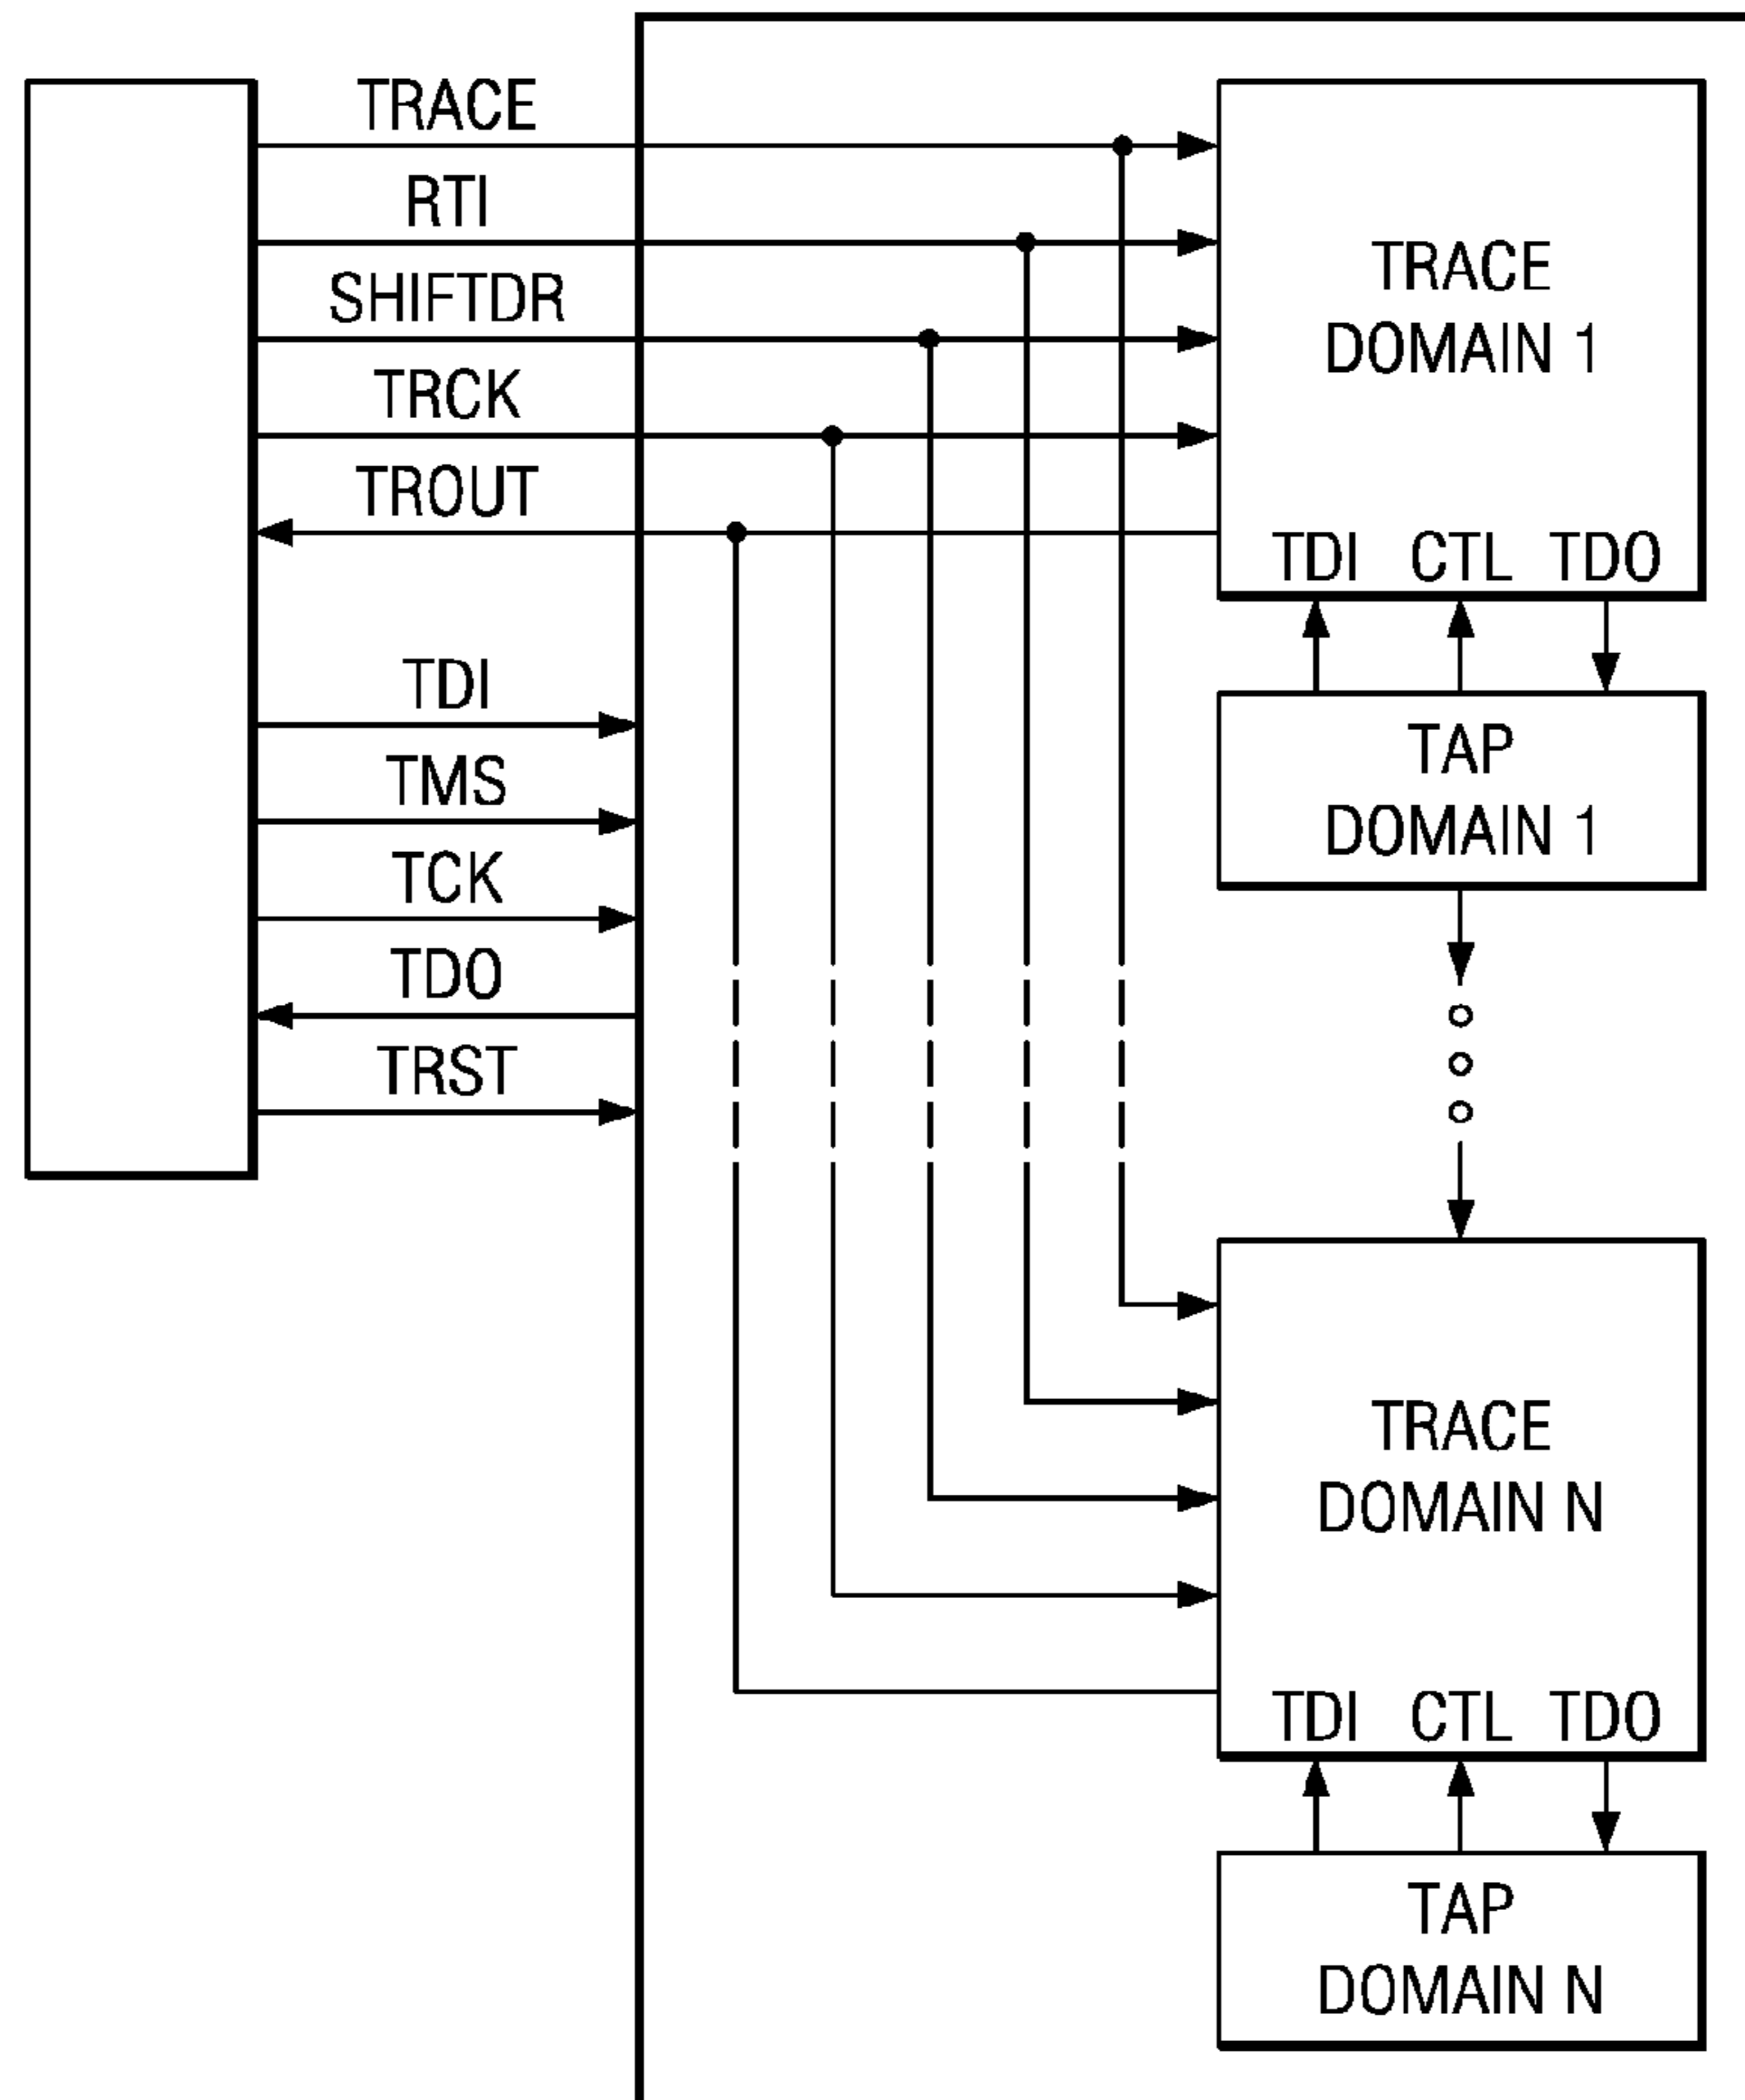 TRACE
RTI
SHIFTDR
TRCK
TROUT
TDI
TMS
TCK
TDO
TRST
TRACE
DOMAIN 1
TDI CTL TDO
TAP
DOMAIN 1
TRACE
DOMAIN N
TDI CTL TDO
TAP
DOMAIN N